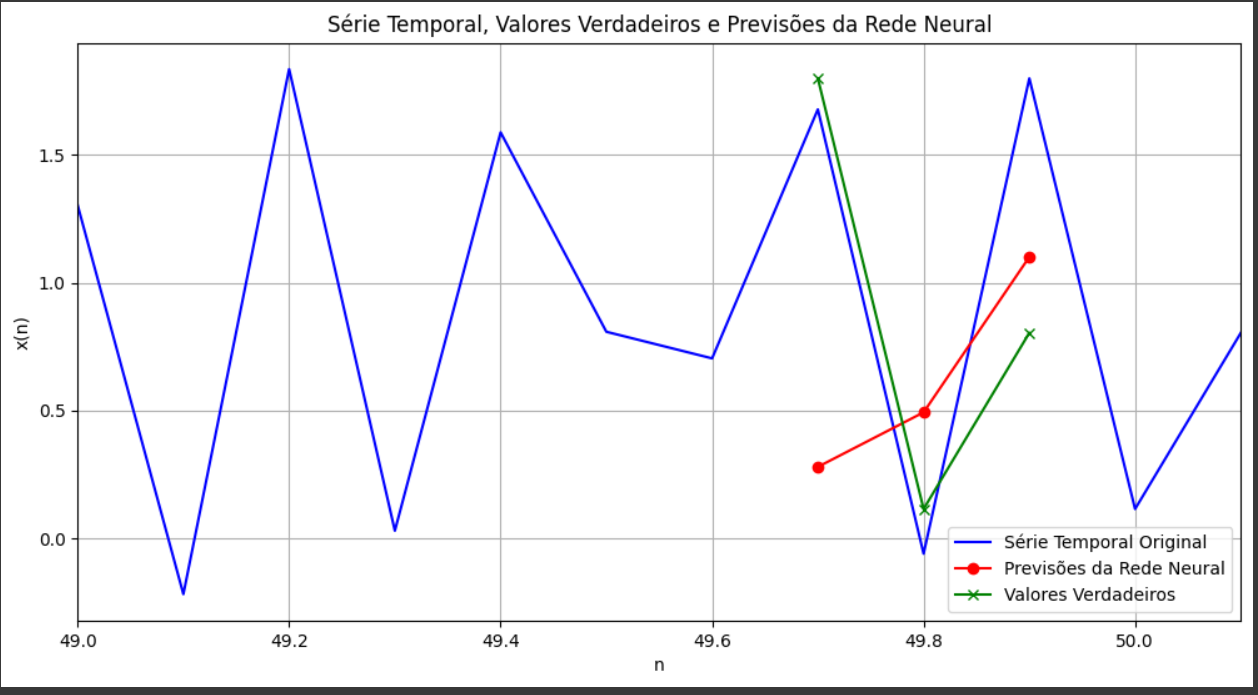 Série Temporal, Valores Verdadeiros e Previsões da Rede Neural
1.5
1.0
0.5
0.0
x(n)
49.0 49.2 49.4 49.6 49.8 50.0
n
Série Temporal Original
Previsões da Rede Neural
Valores Verdadeiros